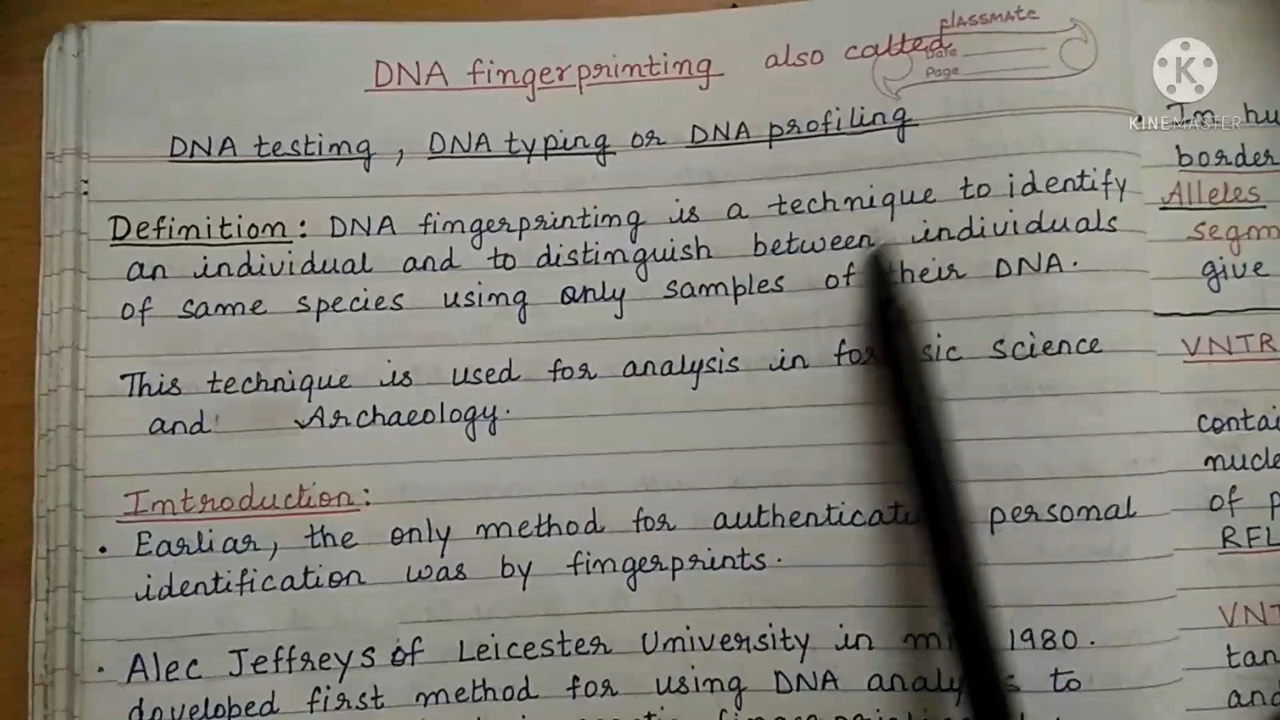 DNA fingerprinting also called
classmate
Date
Page
DNA testing, DNA typing or DNA profiling
Definition: DNA fingerprinting is a technique to identify
an individual and to distinguish between individuals
of same species using only samples of their DNA.
This technique is used for analysis in for sic science
and Archaeology.
Introduction:
• Earliar, the only method for authenticati personal
identification was by fingerprints.
• Alec Jeffreys of Leicester University in mi 1980.
developed first method for using DNA analy s to
In hu
border
Alleles
segm
give
VNTR
contai
nucle
of p
RFL
VNT
tan
and
K
KINEMASTER